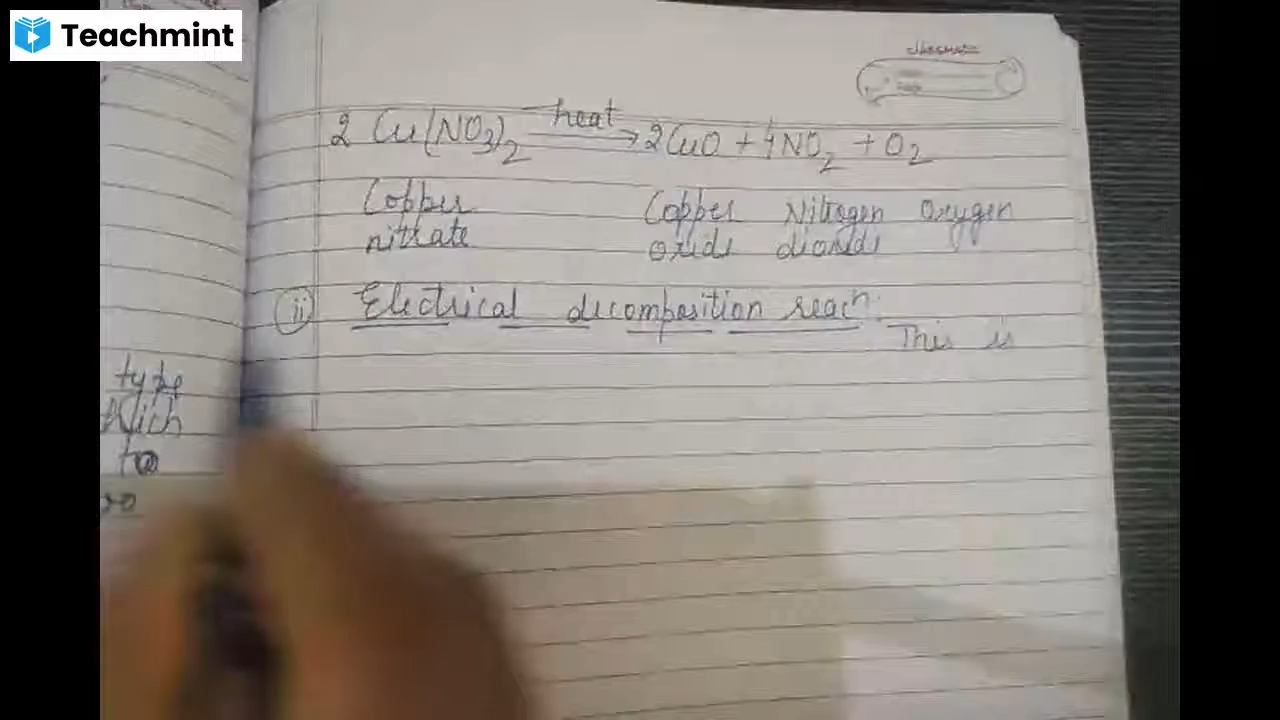 Teachmint
2 Cu(NO3)2 heat → 2CuO + 4NO2 + O2
Copper Copper Nitrogen Oxygen
nitrate oxide dioxide
(ii) Electrical decomposition reacn.
This is
type
to